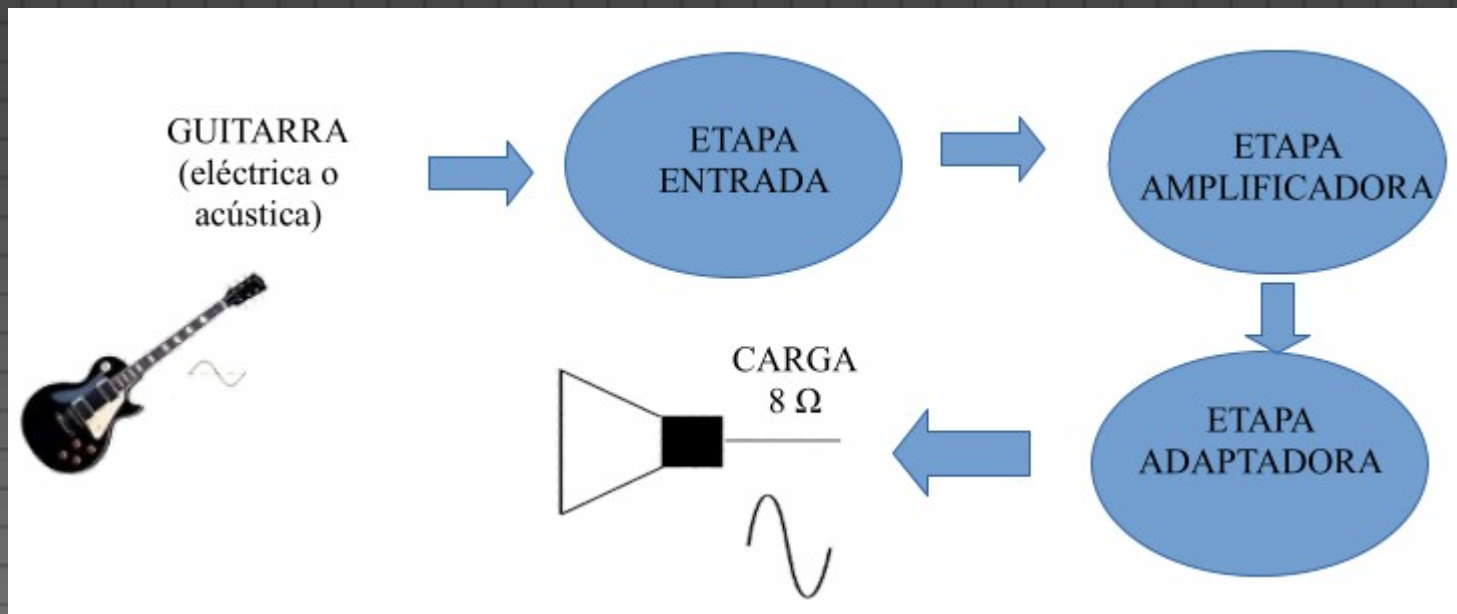 GUITARRA
(eléctrica o
acústica)
ETAPA
ENTRADA
ETAPA
AMPLIFICADORA
ETAPA
ADAPTADORA
CARGA
8 Ω